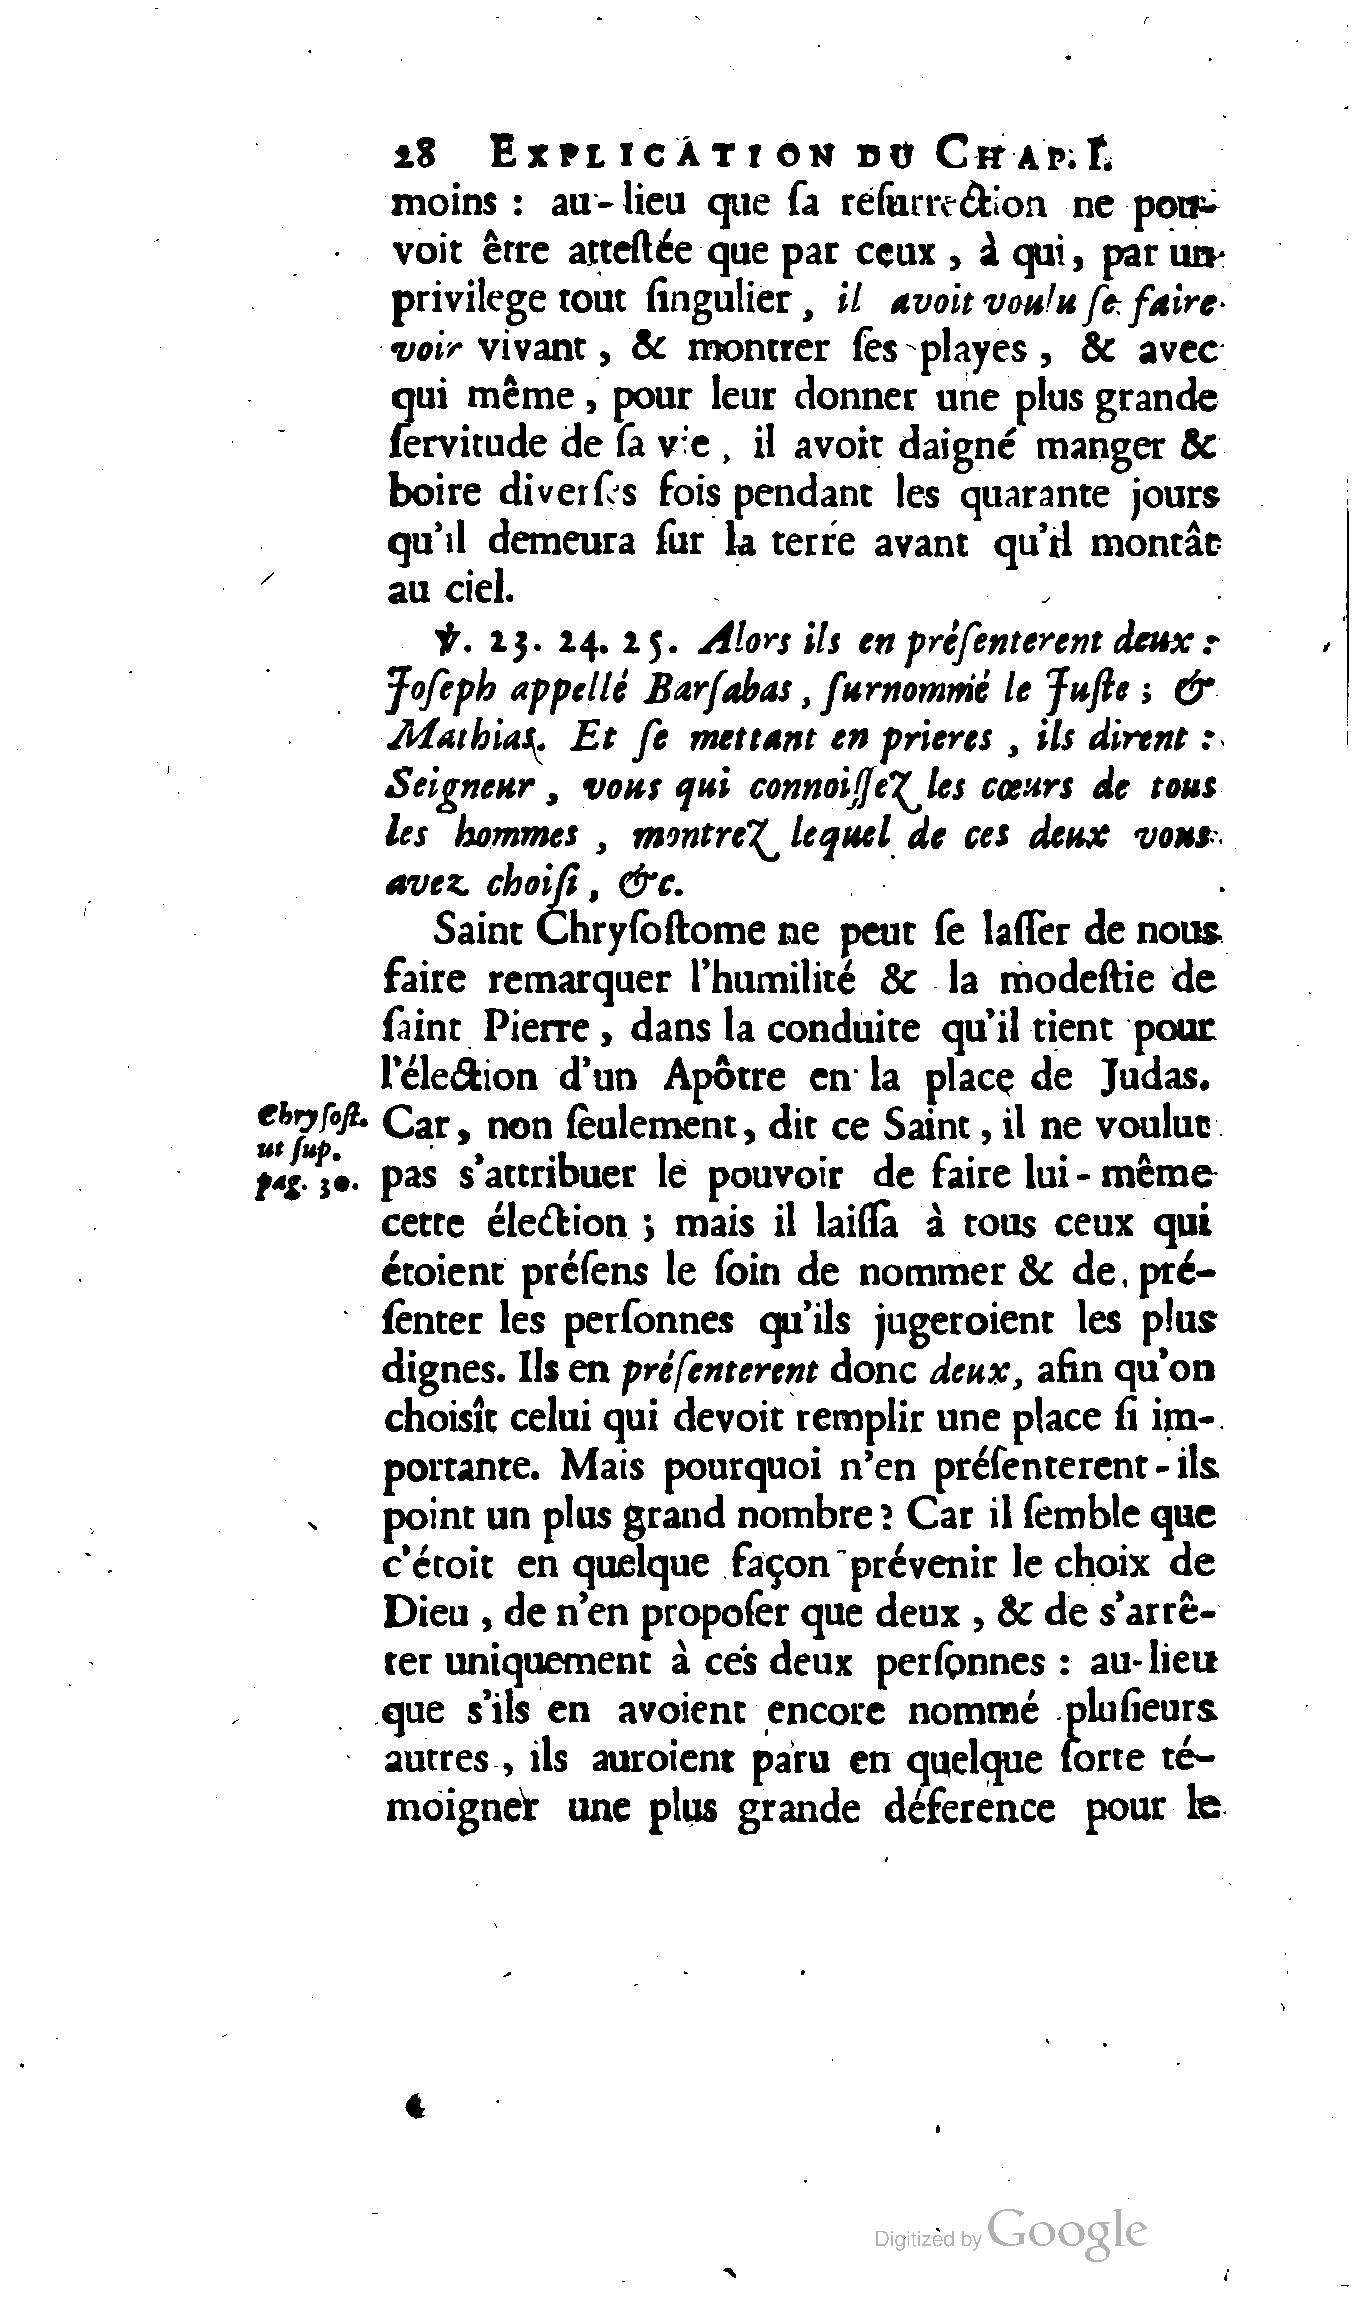 28 EXPLICATION DU CHAP. I.
moins : au-lieu que ſa réſurrection ne pou-
voit être atteſtée que par ceux, à qui, par un
privilege tout ſingulier, il avoit voulu ſe faire
voir vivant, & montrer ſes playes, & avec
qui même, pour leur donner une plus grande
ſervitude de ſa vie, il avoit daigné manger &
boire diverſes fois pendant les quarante jours
qu'il demeura ſur la terre avant qu'il montât
au ciel.
℣. 23. 24. 25. Alors ils en préſenterent deux :
Joſeph appellé Barſabas, ſurnommé le Juſte ; &
Mathias. Et ſe mettant en prieres, ils dirent :
Seigneur, vous qui connoiſſez les cœurs de tous
les hommes, montrez lequel de ces deux vous
avez choiſi, &c.
Saint Chryſoſtome ne peut ſe laſſer de nous
faire remarquer l'humilité & la modeſtie de
ſaint Pierre, dans la conduite qu'il tient pour
l'élection d'un Apôtre en la place de Judas.
Chryſoſt.
ut ſup.
pag. 30.
Car, non ſeulement, dit ce Saint, il ne voulut
pas s'attribuer le pouvoir de faire lui-même
cette élection ; mais il laiſſa à tous ceux qui
étoient préſens le ſoin de nommer & de pré-
ſenter les perſonnes qu'ils jugeroient les plus
dignes. Ils en préſenterent donc deux, afin qu'on
choisît celui qui devoit remplir une place ſi im-
portante. Mais pourquoi n'en préſenterent-ils
point un plus grand nombre ? Car il ſemble que
c'étoit en quelque façon prévenir le choix de
Dieu, de n'en propoſer que deux, & de s'arrê-
ter uniquement à ces deux perſonnes : au-lieu
que s'ils en avoient encore nommé pluſieurs
autres, ils auroient paru en quelque ſorte té-
moigner une plus grande déference pour le
Digitized by Google